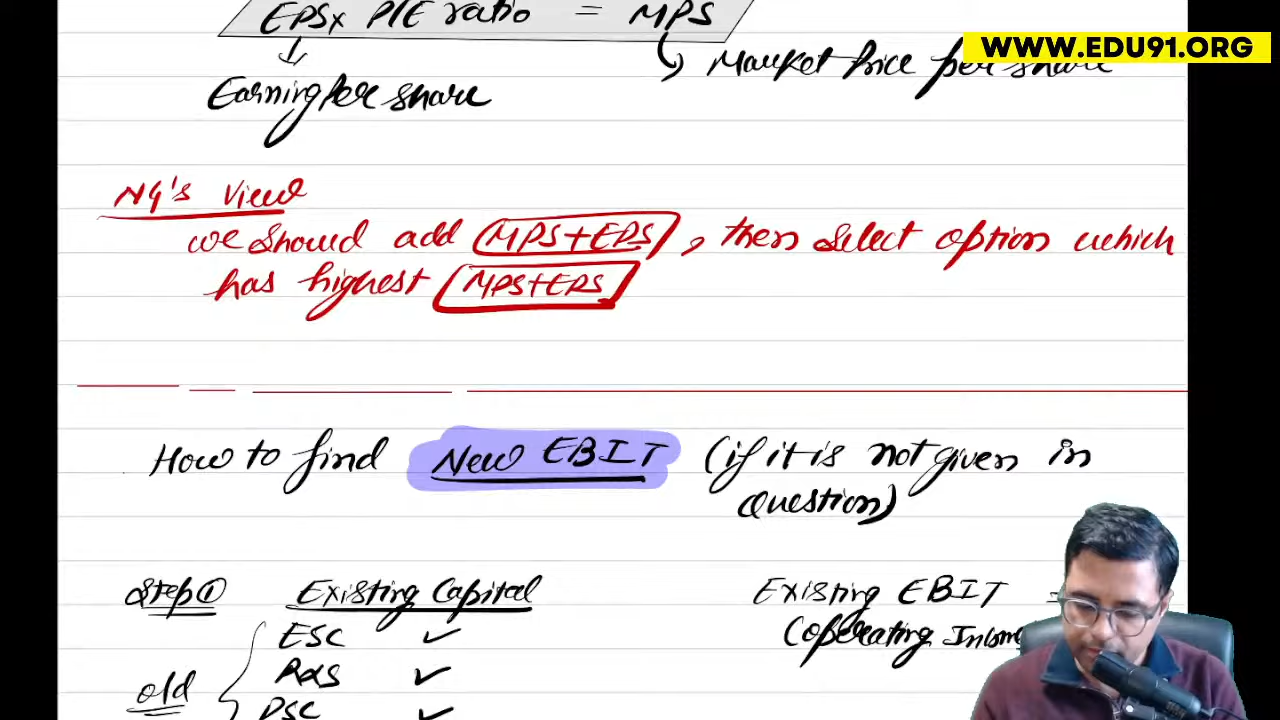 EPS x P/E ratio = MPS
WWW.EDU91.ORG
Market Price per share
Earning Per share
NG's View
we should add MPS+EPS, then select option which
has highest MPS+EPS
How to find New EBIT (if it is not given in
question)
Step 1 Existing Capital Existing EBIT
ESC (operating Income
R&S
old
PSC